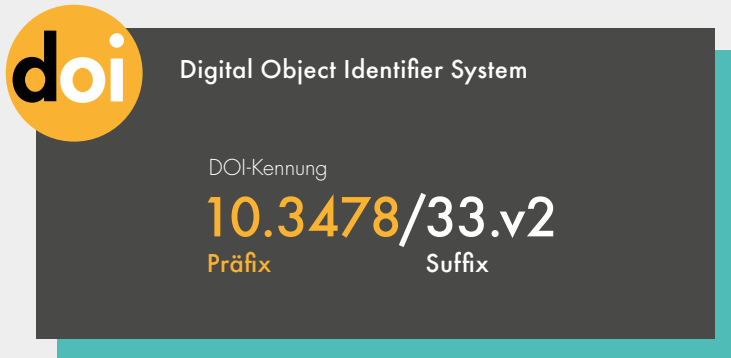 doi
Digital Object Identifier System
DOI-Kennung
10.3478/33.v2
Präfix Suffix